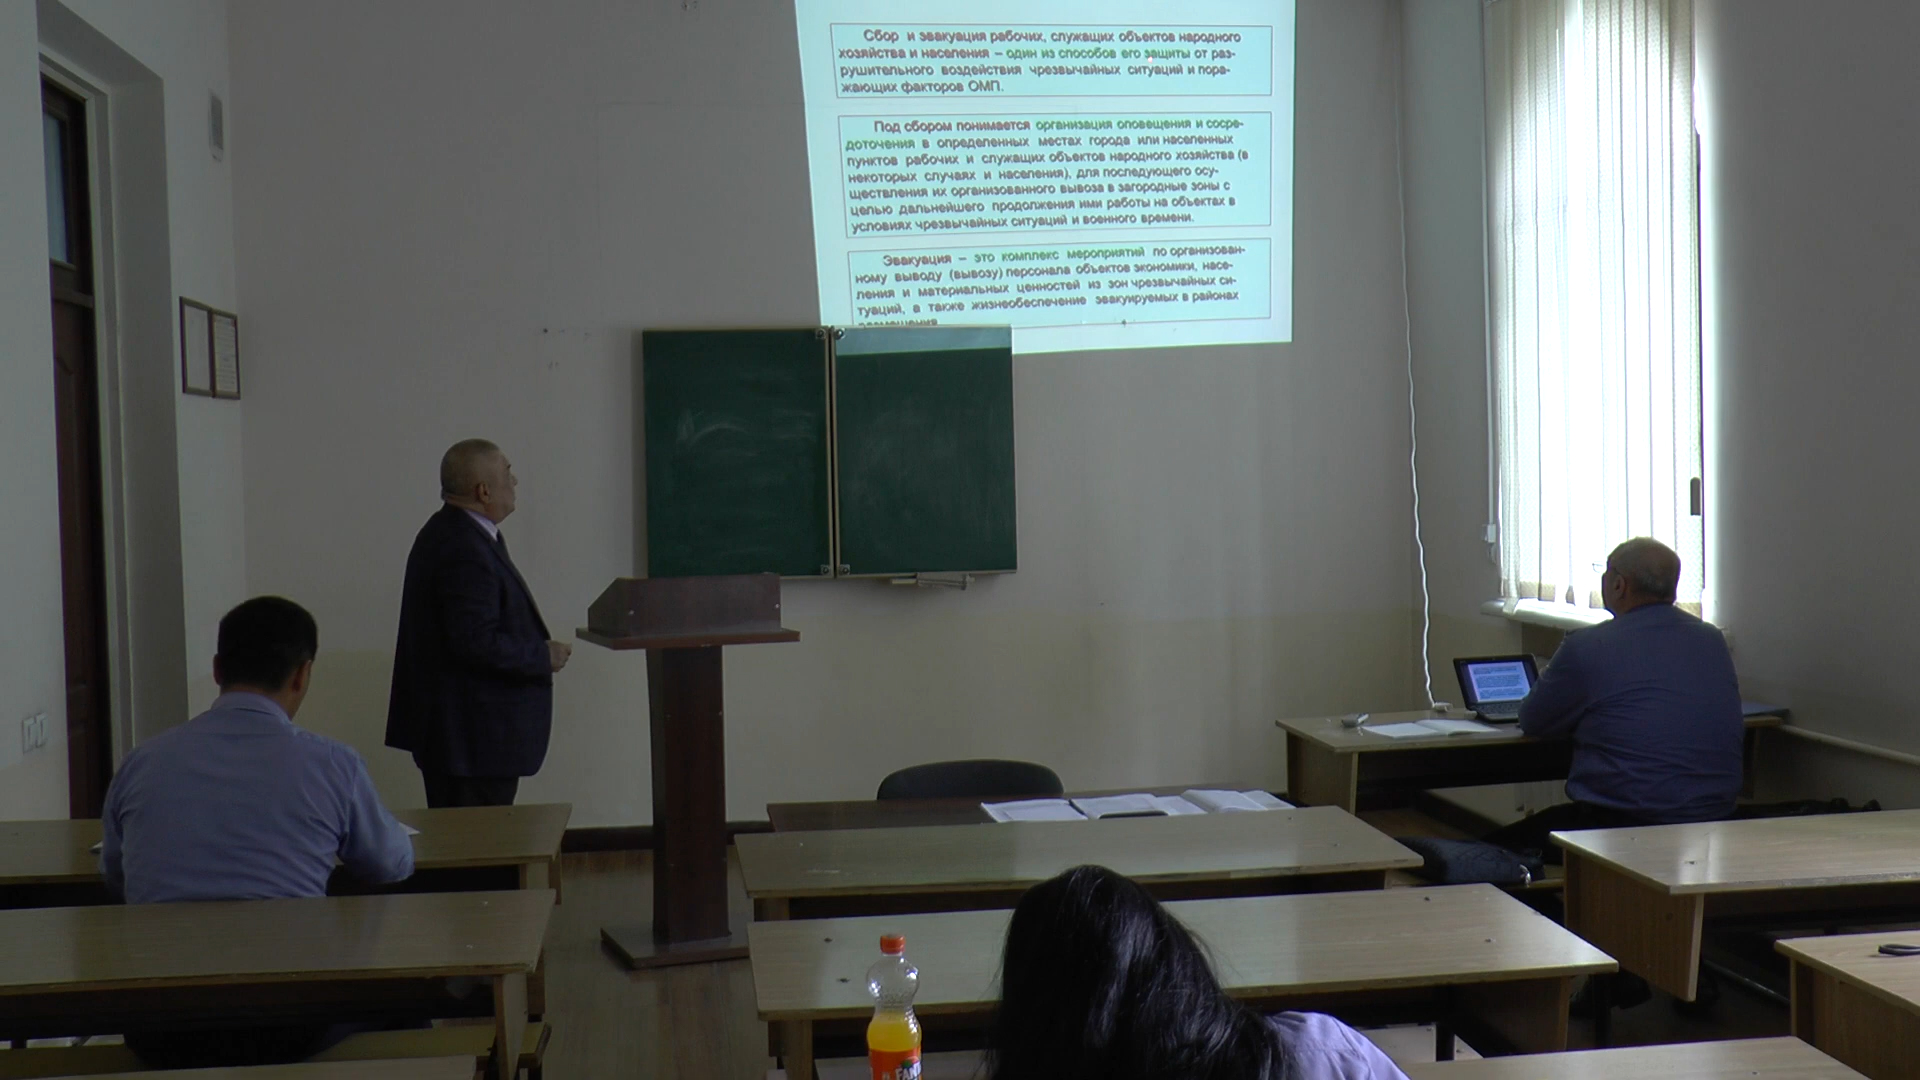 Сбор и эвакуация рабочих, служащих объектов народного
хозяйства и населения – один из способов его защиты от раз-
рушительного воздействия чрезвычайных ситуаций и пора-
жающих факторов ОМП.
Под сбором понимается организация оповещения и сосре-
доточения в определенных местах города или населенных
пунктов рабочих и служащих объектов народного хозяйства (в
некоторых случаях и населения), для последующего осу-
ществления их организованного вывоза в загородные зоны с
целью дальнейшего продолжения ими работы на объектах в
условиях чрезвычайных ситуаций и военного времени.
Эвакуация – это комплекс мероприятий по организован-
ному выводу (вывозу) персонала объектов экономики, насе-
ления и материальных ценностей из зон чрезвычайных си-
туаций, а также жизнеобеспечение эвакуируемых в районах
размещения.
FAN